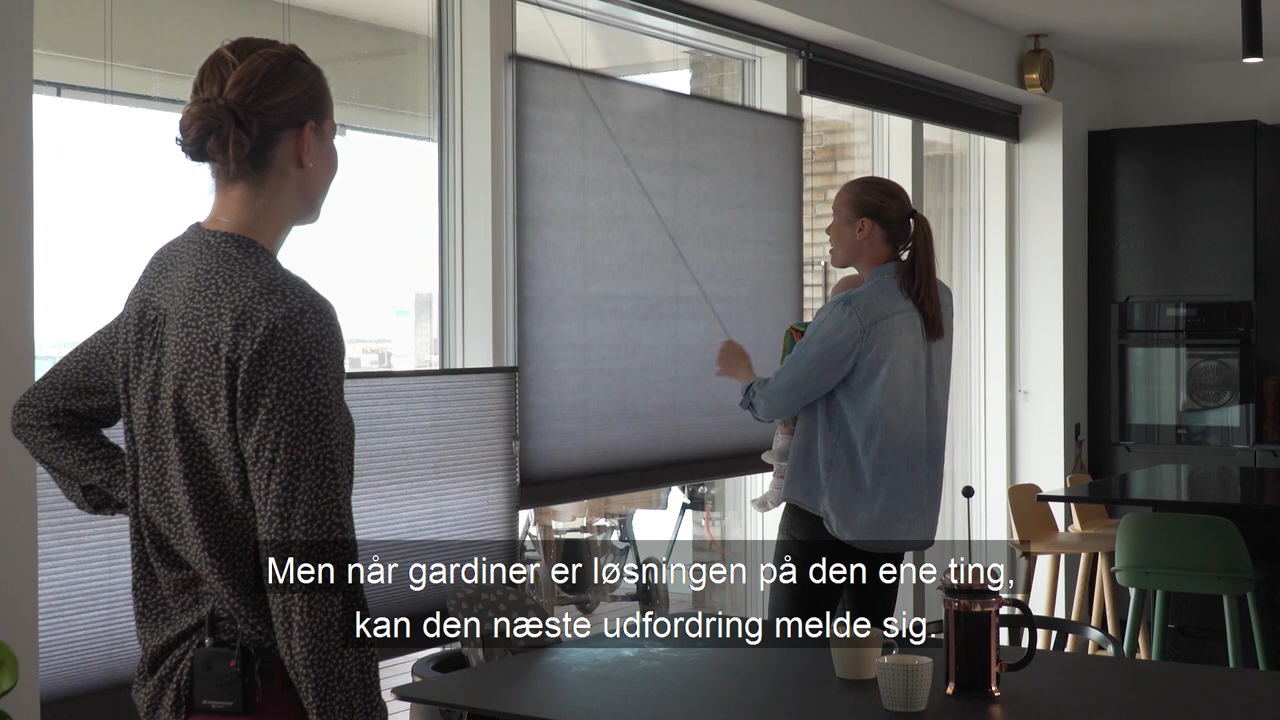 Men når gardiner er løsningen på den ene ting,
kan den næste udfordring melde sig.